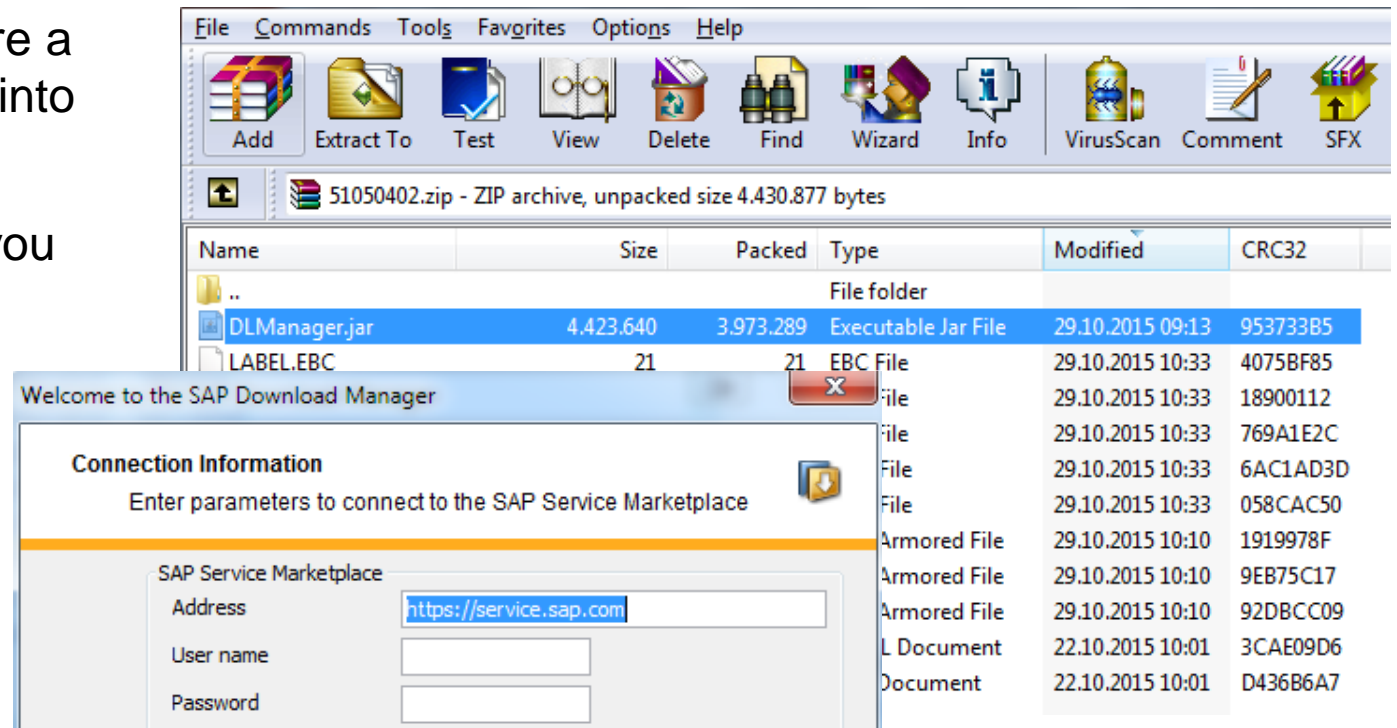 re a
into
you
File Commands Tools Favorites Options Help
Add Extract To Test View Delete Find Wizard Info VirusScan Comment SFX
51050402.zip - ZIP archive, unpacked size 4.430.877 bytes
Name Size Packed Type Modified CRC32
.. File folder
DLManager.jar 4.423.640 3.973.289 Executable Jar File 29.10.2015 09:13 953733B5
LABEL.EBC 21 21 EBC File 29.10.2015 10:33 4075BF85
File 29.10.2015 10:33 18900112
File 29.10.2015 10:33 769A1E2C
File 29.10.2015 10:33 6AC1AD3D
File 29.10.2015 10:33 058CAC50
Armored File 29.10.2015 10:10 1919978F
Armored File 29.10.2015 10:10 9EB75C17
Armored File 29.10.2015 10:10 92DBCC09
L Document 22.10.2015 10:01 3CAE09D6
Document 22.10.2015 10:01 D436B6A7
Welcome to the SAP Download Manager
Connection Information
Enter parameters to connect to the SAP Service Marketplace
SAP Service Marketplace
Address https://service.sap.com
User name
Password